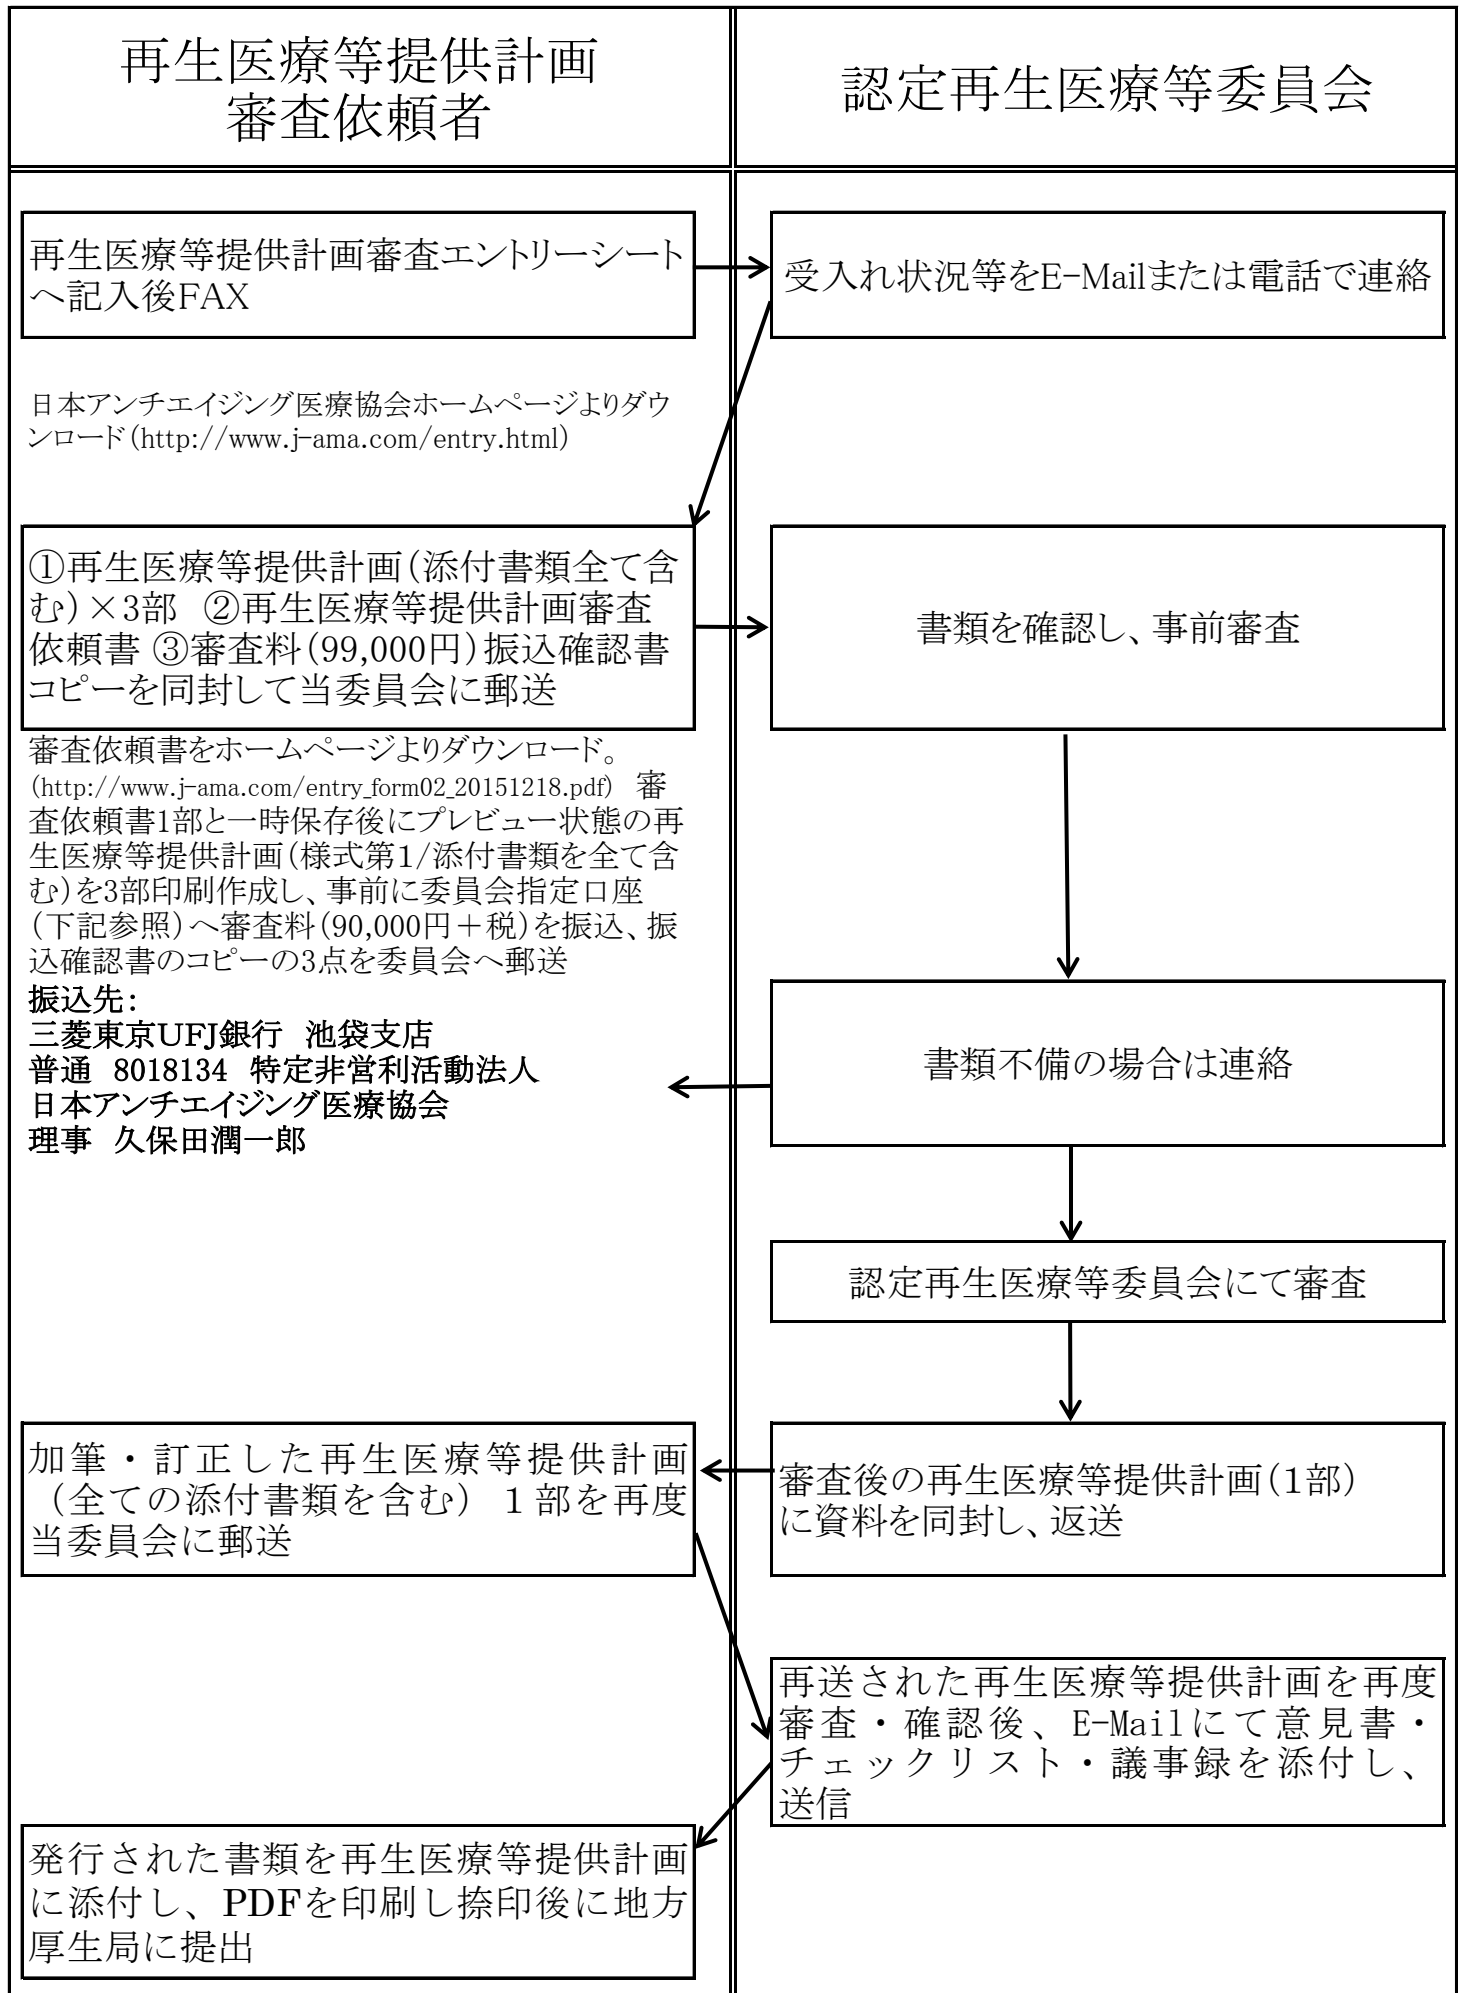 再生医療等提供計画
審査依頼者
認定再生医療等委員会
再生医療等提供計画審査エントリーシート
へ記入後FAX
受入れ状況等をE-Mailまたは電話で連絡
日本アンチエイジング医療協会ホームページよりダウ
ンロード(http://www.j-ama.com/entry.html)
①再生医療等提供計画(添付書類全て含
む)×3部　②再生医療等提供計画審査
依頼書 ③審査料(99,000円)振込確認書
コピーを同封して当委員会に郵送
書類を確認し、事前審査
審査依頼書をホームページよりダウンロード。
(http://www.j-ama.com/entry_form02_20151218.pdf)　審
査依頼書1部と一時保存後にプレビュー状態の再
生医療等提供計画(様式第1/添付書類を全て含
む)を3部印刷作成し、事前に委員会指定口座
(下記参照)へ審査料(90,000円＋税)を振込、振
込確認書のコピーの3点を委員会へ郵送
振込先：
三菱東京UFJ銀行　池袋支店
普通　8018134　特定非営利活動法人
日本アンチエイジング医療協会
理事　久保田潤一郎
書類不備の場合は連絡
認定再生医療等委員会にて審査
加筆・訂正した再生医療等提供計画
（全ての添付書類を含む）１部を再度
当委員会に郵送
審査後の再生医療等提供計画(1部)
に資料を同封し、返送
再送された再生医療等提供計画を再度
審査・確認後、E-Mailにて意見書・
チェックリスト・議事録を添付し、
送信
発行された書類を再生医療等提供計画
に添付し、PDFを印刷し捺印後に地方
厚生局に提出